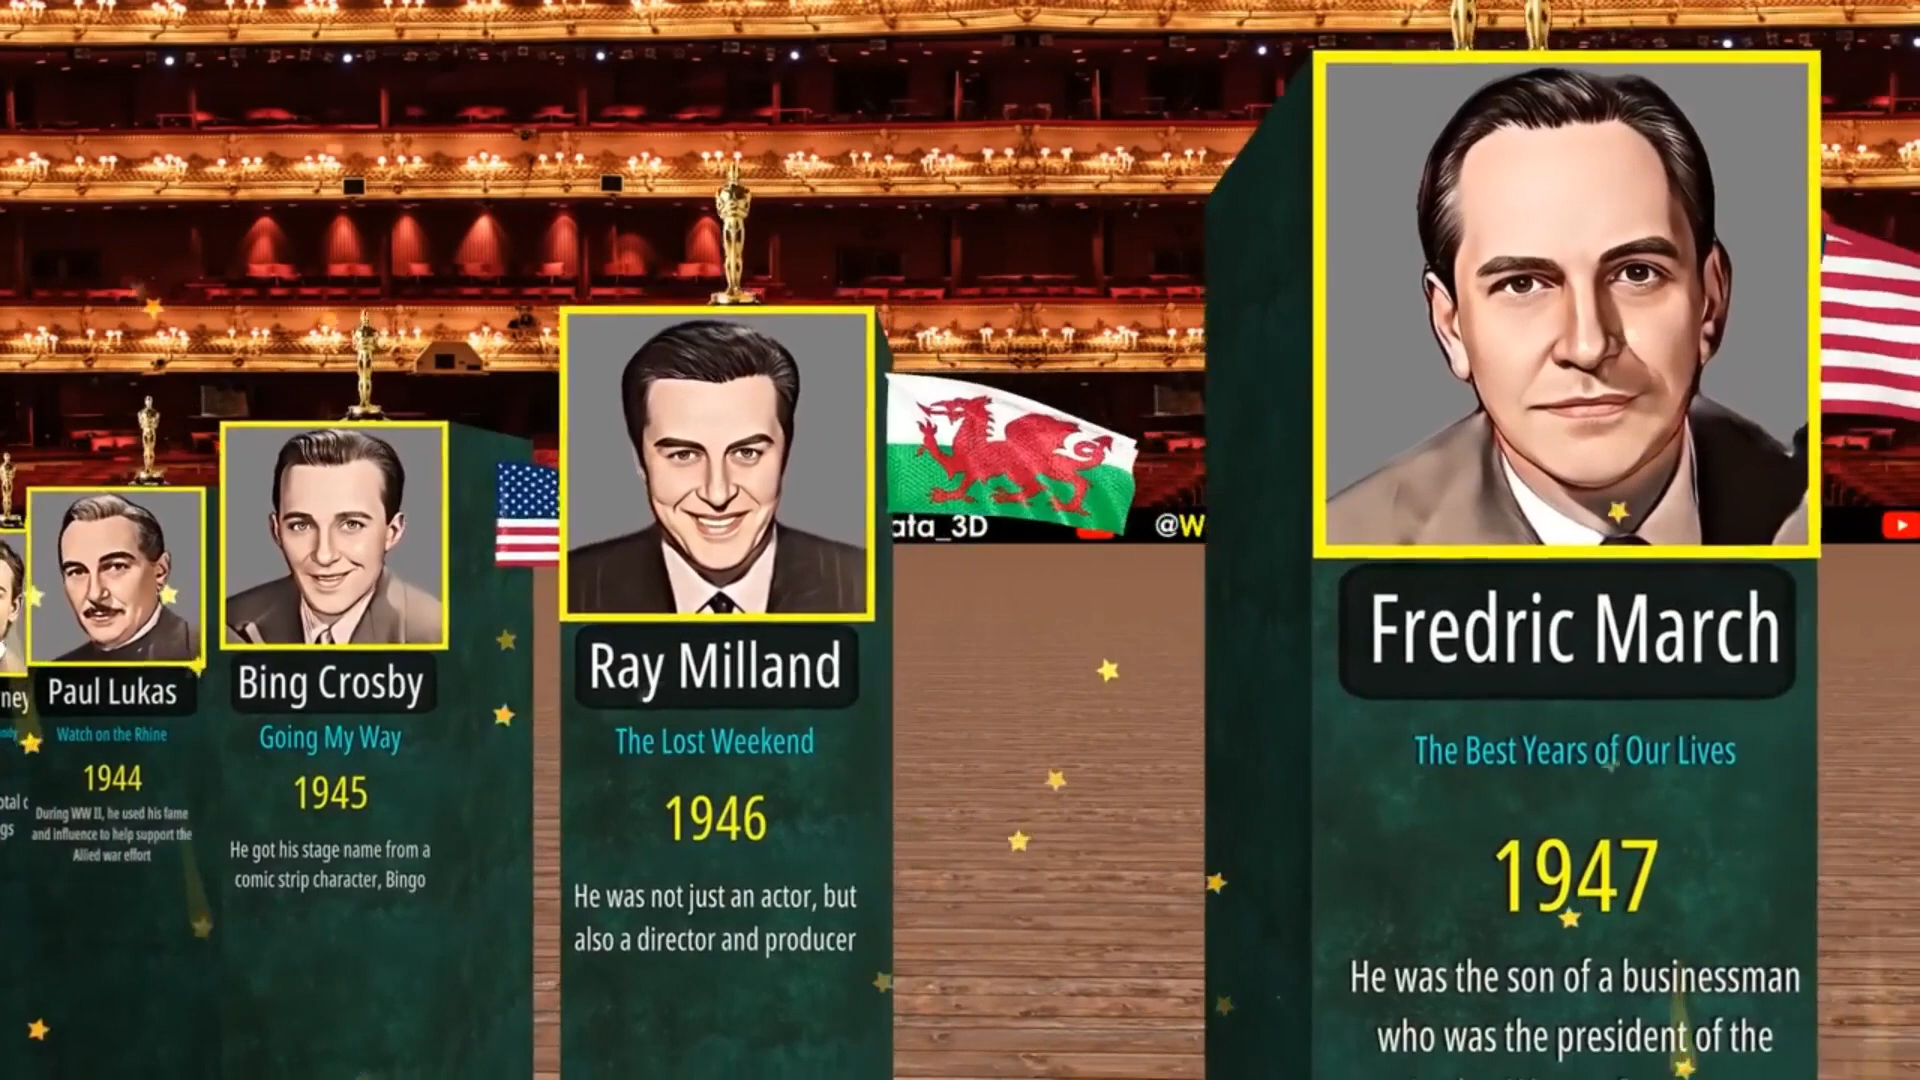 ney
otal c
gs
Paul Lukas
Watch on the Rhine
1944
During WW II, he used his fame
and influence to help support the
Allied war effort
Bing Crosby
Going My Way
1945
He got his stage name from a
comic strip character, Bingo
Ray Milland
The Lost Weekend
1946
He was not just an actor, but
also a director and producer
ata_3D
@W
Fredric March
The Best Years of Our Lives
1947
He was the son of a businessman
who was the president of the